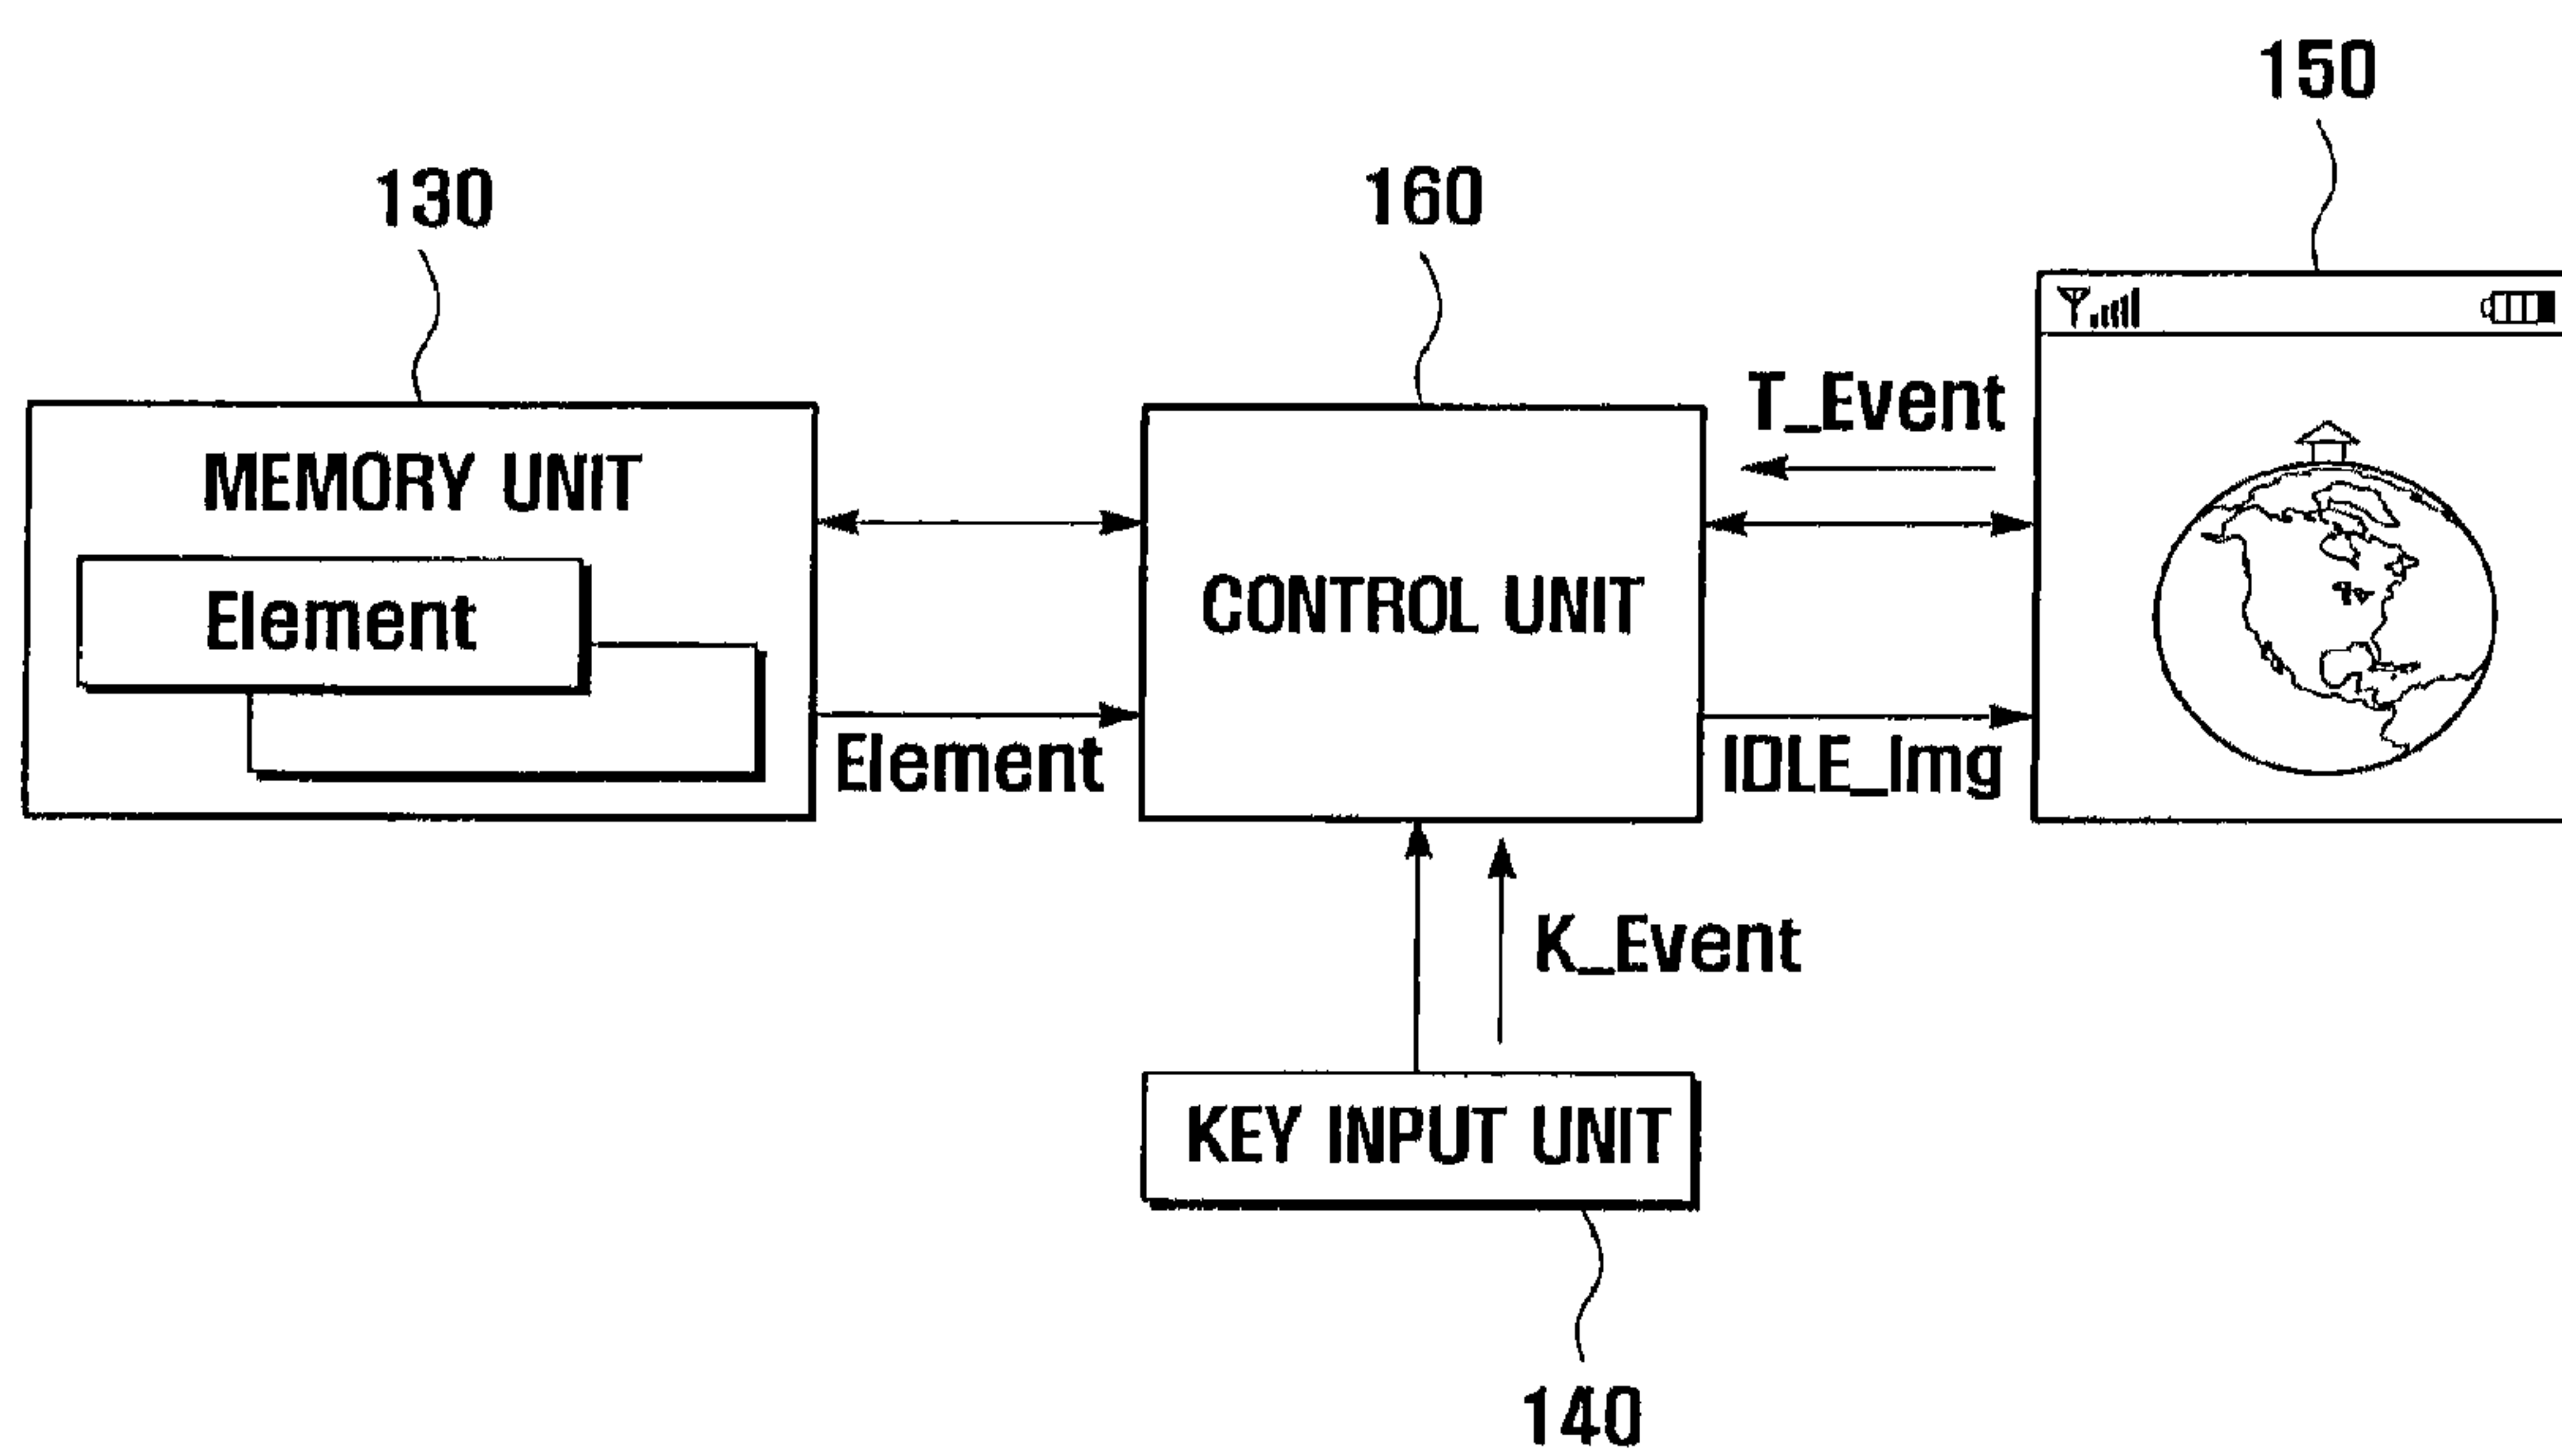 150
130
160
T_Event
MEMORY UNIT
Element
CONTROL UNIT
Element
IDLE_Img
K_Event
KEY INPUT UNIT
140